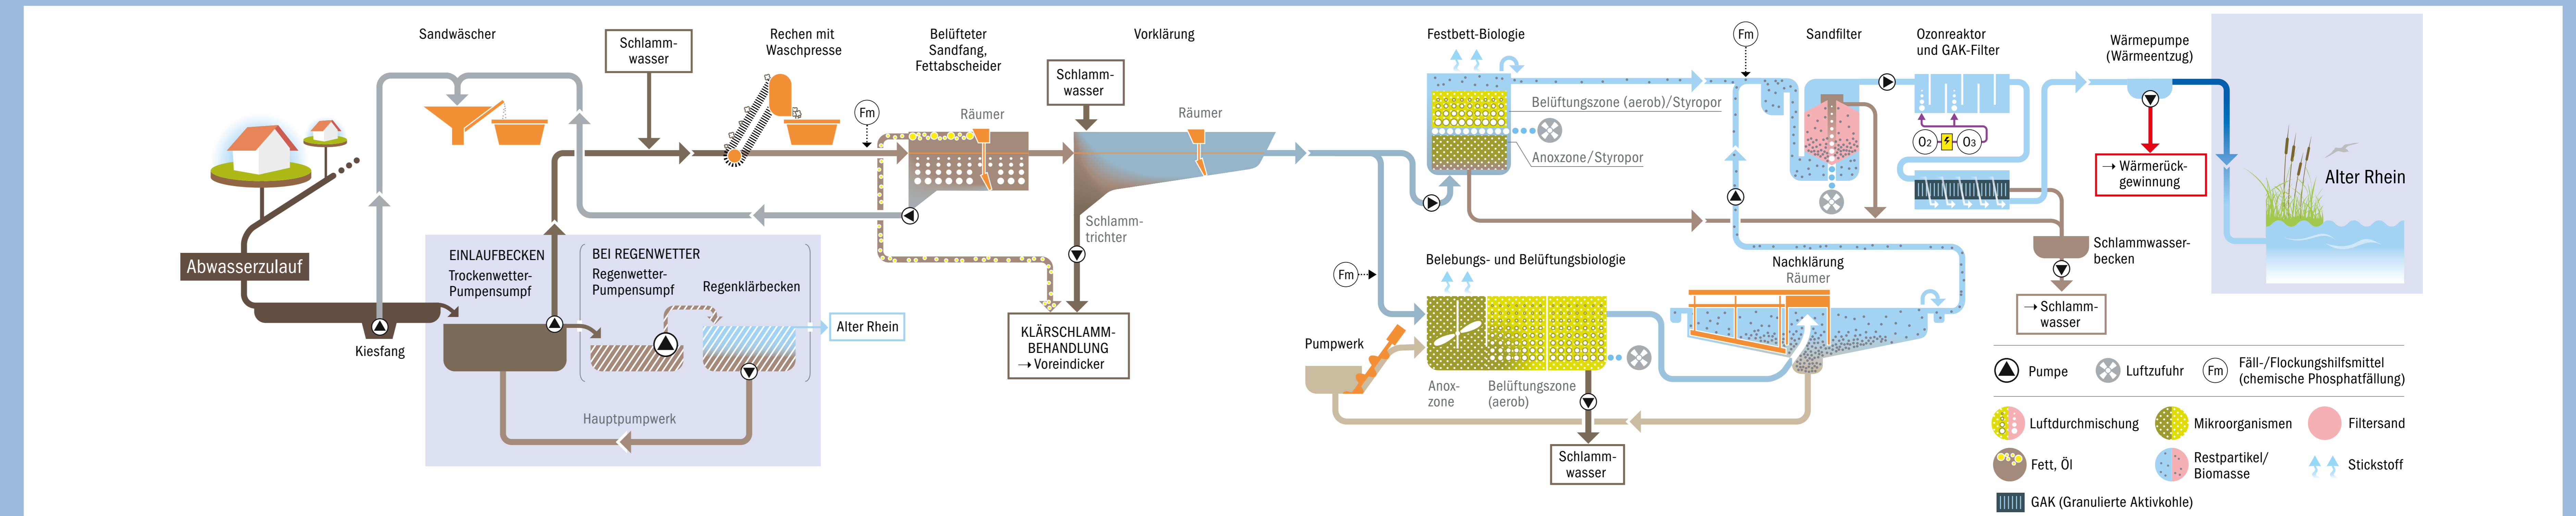 Sandwäscher
Schlamm-
wasser
Rechen mit
Waschpresse
Belüfteter
Sandfang,
Fettabscheider
Vorklärung
Schlamm-
wasser
Fm
Räumer
Räumer
Festbett-Biologie
Belüftungszone (aerob)/Styropor
Anoxzone/Styropor
Fm
Sandfilter
Ozonreaktor
und GAK-Filter
O2
O3
Wärmepumpe
(Wärmeentzug)
→ Wärmerück-
gewinnung
Alter Rhein
Abwasserzulauf
Kiesfang
EINLAUFBECKEN
Trockenwetter-
Pumpensumpf
BEI REGENWETTER
Regenwetter-
Pumpensumpf
Regenklärbecken
Alter Rhein
Hauptpumpwerk
Schlamm-
trichter
KLÄRSCHLAMM-
BEHANDLUNG
→ Voreindicker
Fm
Pumpwerk
Belebungs- und Belüftungsbiologie
Anox-
zone
Belüftungszone
(aerob)
Schlamm-
wasser
Nachklärung
Räumer
Schlammwasser-
becken
→ Schlamm-
wasser
Pumpe
Luftzufuhr
Fm
Fäll-/Flockungshilfsmittel
(chemische Phosphatfällung)
Luftdurchmischung
Mikroorganismen
Filtersand
Fett, Öl
Restpartikel/
Biomasse
Stickstoff
GAK (Granulierte Aktivkohle)